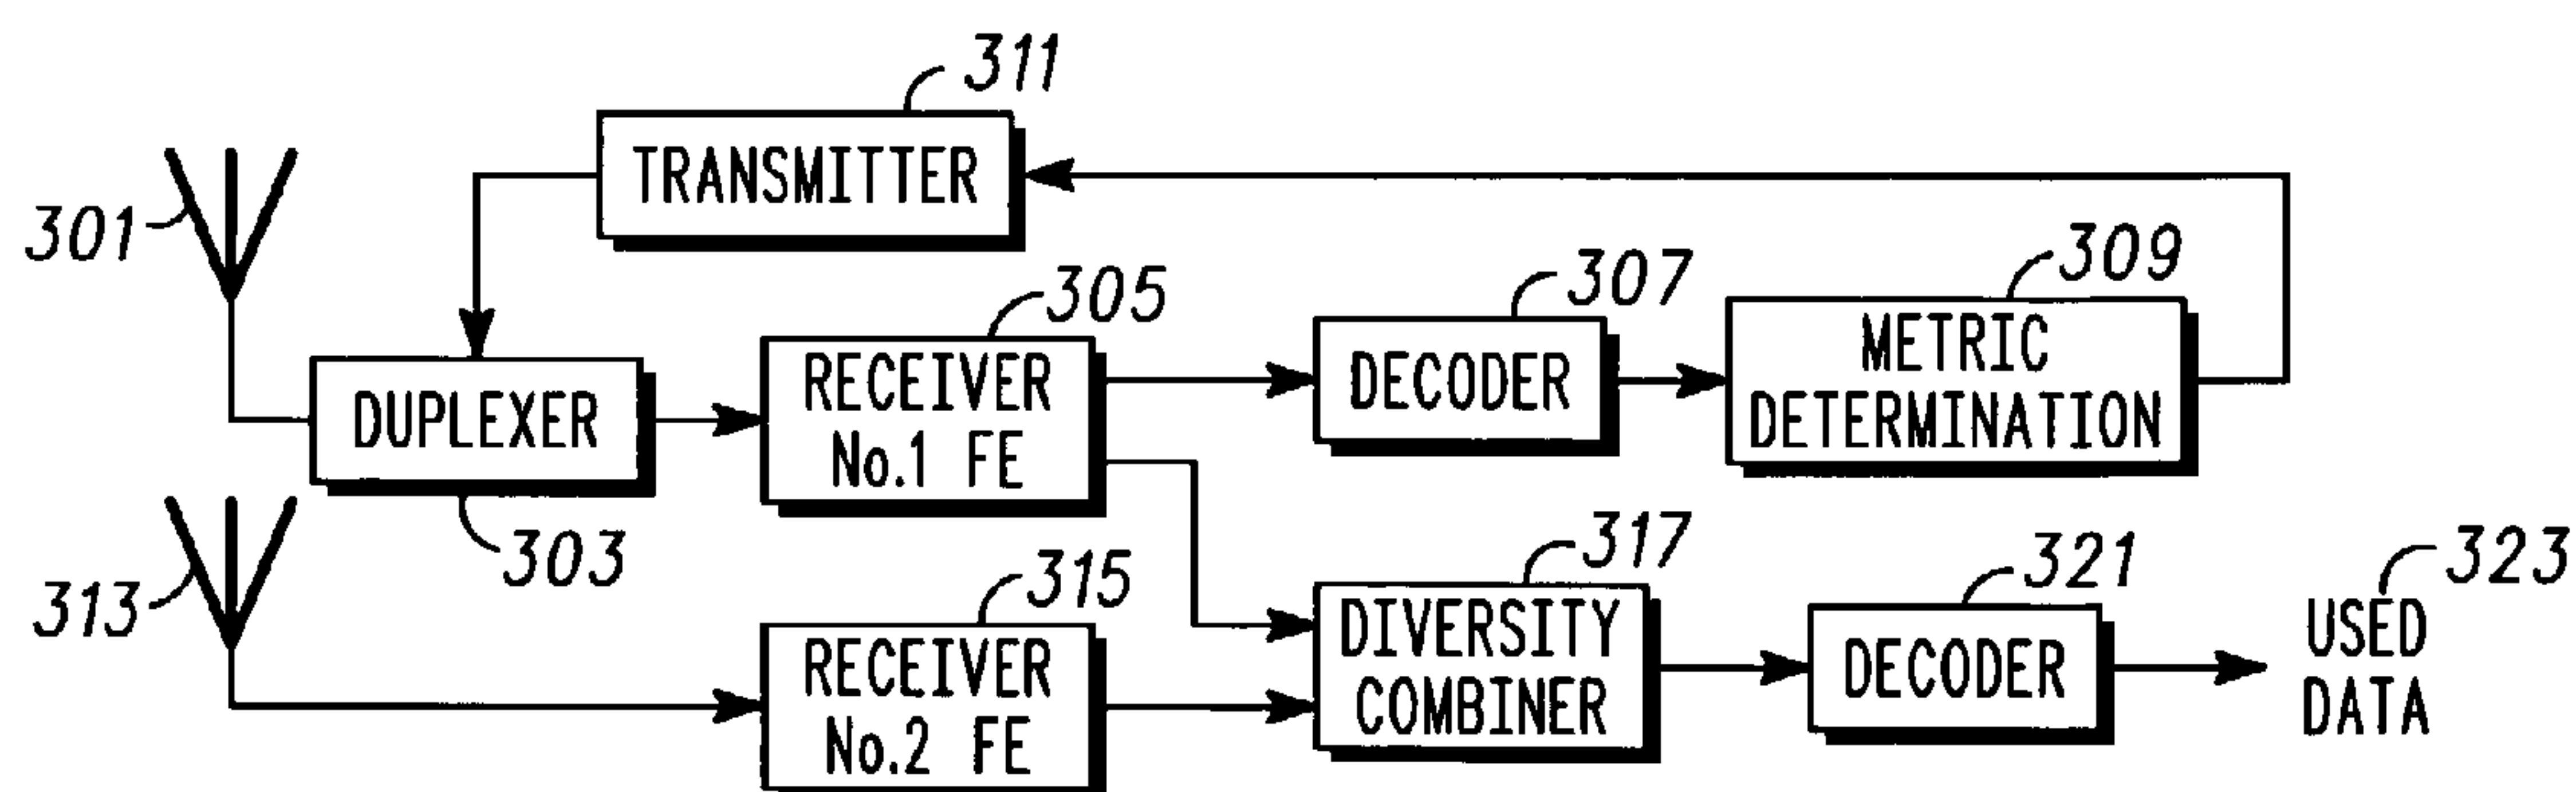 311
TRANSMITTER
301
309
307
305
METRIC
DETERMINATION
DECODER
RECEIVER
No.1 FE
DUPLEXER
303
313
317
323
321
315
USED
DATA
DIVERSITY
COMBINER
DECODER
RECEIVER
No.2 FE